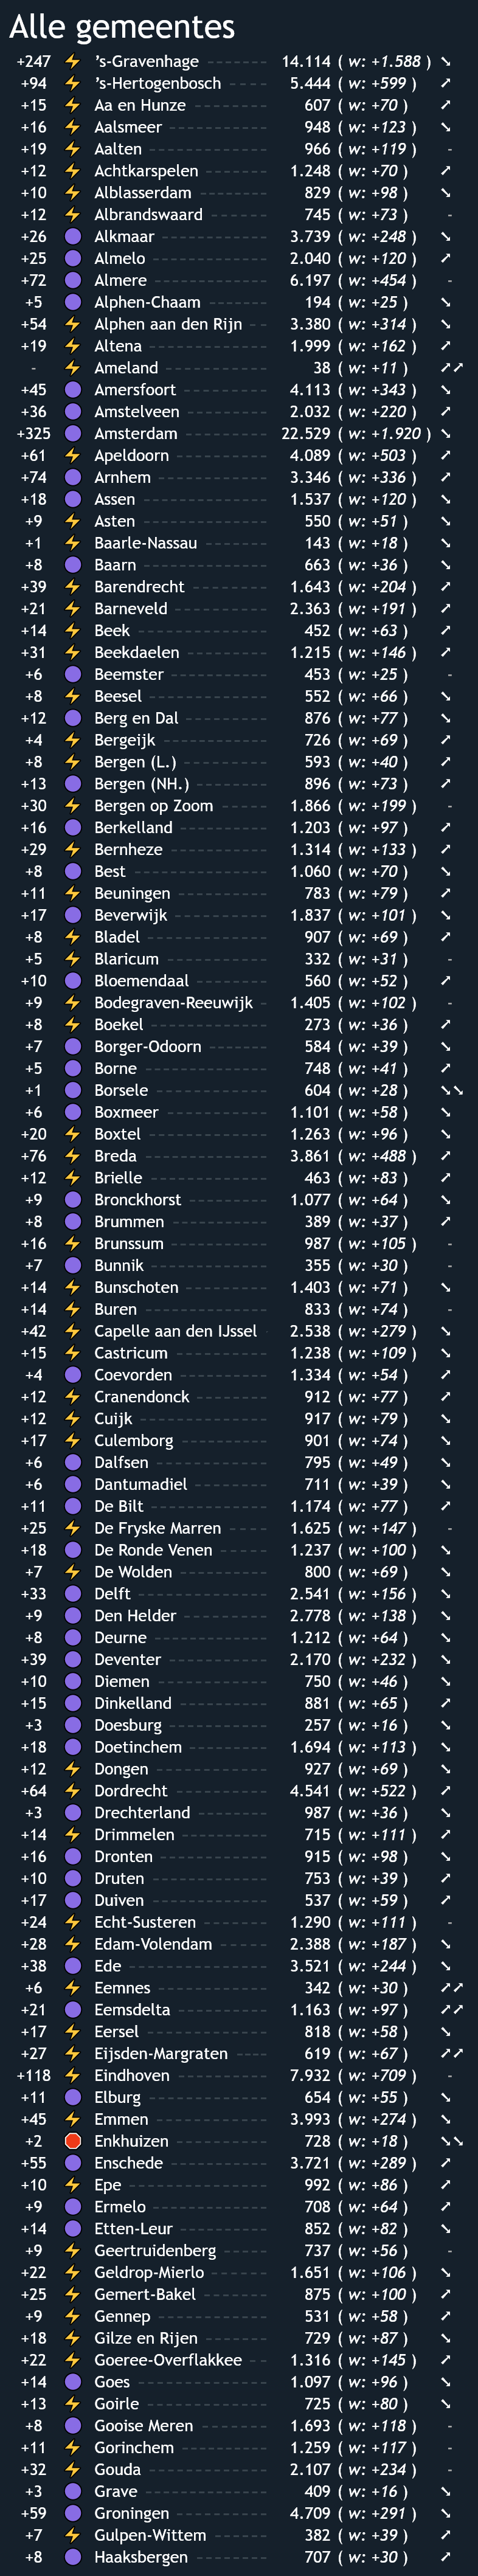 Alle gemeentes
+247 ⚡ ’s-Gravenhage 14.114 ( w: +1.588 ) ➘
+94 ⚡ ’s-Hertogenbosch 5.444 ( w: +599 ) ➚
+15 ⚡ Aa en Hunze 607 ( w: +70 ) ➚
+16 ⚡ Aalsmeer 948 ( w: +123 ) ➘
+19 ⚡ Aalten 966 ( w: +119 ) -
+12 ⚡ Achtkarspelen 1.248 ( w: +70 ) ➚
+10 ⚡ Alblasserdam 829 ( w: +98 ) ➘
+12 ⚡ Albrandswaard 745 ( w: +73 ) -
+26 Alkmaar 3.739 ( w: +248 ) ➘
+25 Almelo 2.040 ( w: +120 ) ➚
+72 Almere 6.197 ( w: +454 ) -
+5 Alphen-Chaam 194 ( w: +25 ) ➘
+54 ⚡ Alphen aan den Rijn 3.380 ( w: +314 ) ➘
+19 ⚡ Altena 1.999 ( w: +162 ) ➚
- ⚡ Ameland 38 ( w: +11 ) ➚➚
+45 Amersfoort 4.113 ( w: +343 ) ➘
+36 Amstelveen 2.032 ( w: +220 ) ➚
+325 Amsterdam 22.529 ( w: +1.920 ) ➘
+61 ⚡ Apeldoorn 4.089 ( w: +503 ) ➚
+74 Arnhem 3.346 ( w: +336 ) ➚
+18 Assen 1.537 ( w: +120 ) ➘
+9 ⚡ Asten 550 ( w: +51 ) ➘
+1 ⚡ Baarle-Nassau 143 ( w: +18 ) ➘
+8 Baarn 663 ( w: +36 ) ➘
+39 ⚡ Barendrecht 1.643 ( w: +204 ) ➚
+21 ⚡ Barneveld 2.363 ( w: +191 ) ➚
+14 ⚡ Beek 452 ( w: +63 ) ➚
+31 ⚡ Beekdaelen 1.215 ( w: +146 ) ➚
+6 Beemster 453 ( w: +25 ) -
+8 ⚡ Beesel 552 ( w: +66 ) ➘
+12 Berg en Dal 876 ( w: +77 ) ➘
+4 ⚡ Bergeijk 726 ( w: +69 ) ➚
+8 ⚡ Bergen (L.) 593 ( w: +40 ) ➚
+13 Bergen (NH.) 896 ( w: +73 ) ➚
+30 ⚡ Bergen op Zoom 1.866 ( w: +199 ) -
+16 Berkelland 1.203 ( w: +97 ) ➚
+29 ⚡ Bernheze 1.314 ( w: +133 ) ➚
+8 Best 1.060 ( w: +70 ) ➘
+11 ⚡ Beuningen 783 ( w: +79 ) ➚
+17 Beverwijk 1.837 ( w: +101 ) ➘
+8 ⚡ Bladel 907 ( w: +69 ) ➚
+5 ⚡ Blaricum 332 ( w: +31 ) -
+10 Bloemendaal 560 ( w: +52 ) ➚
+9 ⚡ Bodegraven-Reeuwijk 1.405 ( w: +102 ) -
+8 ⚡ Boekel 273 ( w: +36 ) ➚
+7 Borger-Odoorn 584 ( w: +39 ) ➘
+5 Borne 748 ( w: +41 ) ➚
+1 Borsele 604 ( w: +28 ) ➘➘
+6 Boxmeer 1.101 ( w: +58 ) ➘
+20 ⚡ Boxtel 1.263 ( w: +96 ) ➘
+76 ⚡ Breda 3.861 ( w: +488 ) ➚
+12 ⚡ Brielle 463 ( w: +83 ) ➚
+9 Bronckhorst 1.077 ( w: +64 ) ➘
+8 Brummen 389 ( w: +37 ) ➚
+16 ⚡ Brunssum 987 ( w: +105 ) -
+7 Bunnik 355 ( w: +30 ) -
+14 ⚡ Bunschoten 1.403 ( w: +71 ) ➘
+14 ⚡ Buren 833 ( w: +74 ) -
+42 ⚡ Capelle aan den IJssel 2.538 ( w: +279 ) ➘
+15 ⚡ Castricum 1.238 ( w: +109 ) ➘
+4 Coevorden 1.334 ( w: +54 ) ➚
+12 ⚡ Cranendonck 912 ( w: +77 ) ➚
+12 ⚡ Cuijk 917 ( w: +79 ) ➘
+17 ⚡ Culemborg 901 ( w: +74 ) ➘
+6 Dalfsen 795 ( w: +49 ) ➘
+6 Dantumadiel 711 ( w: +39 ) ➘
+11 De Bilt 1.174 ( w: +77 ) ➚
+25 ⚡ De Fryske Marren 1.625 ( w: +147 ) -
+18 De Ronde Venen 1.237 ( w: +100 ) ➘
+7 ⚡ De Wolden 800 ( w: +69 ) ➘
+33 Delft 2.541 ( w: +156 ) ➘
+9 Den Helder 2.778 ( w: +138 ) ➘
+8 Deurne 1.212 ( w: +64 ) ➘
+39 Deventer 2.170 ( w: +232 ) ➘
+10 Diemen 750 ( w: +46 ) ➘
+15 Dinkelland 881 ( w: +65 ) ➚
+3 Doesburg 257 ( w: +16 ) ➘
+18 Doetinchem 1.694 ( w: +113 ) ➚
+12 ⚡ Dongen 927 ( w: +69 ) ➘
+64 ⚡ Dordrecht 4.541 ( w: +522 ) ➚
+3 Drechterland 987 ( w: +36 ) ➘
+14 ⚡ Drimmelen 715 ( w: +111 ) ➚
+16 Dronten 915 ( w: +98 ) ➘
+10 Druten 753 ( w: +39 ) ➚
+17 Duiven 537 ( w: +59 ) ➚
+24 ⚡ Echt-Susteren 1.290 ( w: +111 ) -
+28 ⚡ Edam-Volendam 2.388 ( w: +187 ) ➘
+38 Ede 3.521 ( w: +244 ) ➘
+6 ⚡ Eemnes 342 ( w: +30 ) ➚➚
+21 Eemsdelta 1.163 ( w: +97 ) ➚➚
+17 ⚡ Eersel 818 ( w: +58 ) ➘
+27 ⚡ Eijsden-Margraten 619 ( w: +67 ) ➚➚
+118 ⚡ Eindhoven 7.932 ( w: +709 ) -
+11 Elburg 654 ( w: +55 ) ➘
+45 ⚡ Emmen 3.993 ( w: +274 ) ➘
+2 Enkhuizen 728 ( w: +18 ) ➘➘
+55 Enschede 3.721 ( w: +289 ) ➚
+10 ⚡ Epe 992 ( w: +86 ) ➚
+9 Ermelo 708 ( w: +64 ) ➚
+14 Etten-Leur 852 ( w: +82 ) ➘
+9 ⚡ Geertruidenberg 737 ( w: +56 ) -
+22 ⚡ Geldrop-Mierlo 1.651 ( w: +106 ) ➘
+25 ⚡ Gemert-Bakel 875 ( w: +100 ) ➚
+9 ⚡ Gennep 531 ( w: +58 ) ➚
+18 ⚡ Gilze en Rijen 729 ( w: +87 ) ➘
+22 ⚡ Goeree-Overflakkee 1.316 ( w: +145 ) ➚
+14 Goes 1.097 ( w: +96 ) ➘
+13 ⚡ Goirle 725 ( w: +80 ) ➘
+8 Gooise Meren 1.693 ( w: +118 ) -
+11 ⚡ Gorinchem 1.259 ( w: +117 ) -
+32 ⚡ Gouda 2.107 ( w: +234 ) -
+3 Grave 409 ( w: +16 ) ➘
+59 Groningen 4.709 ( w: +291 ) ➘
+7 ⚡ Gulpen-Wittem 382 ( w: +39 ) ➚
+8 Haaksbergen 707 ( w: +30 ) ➚